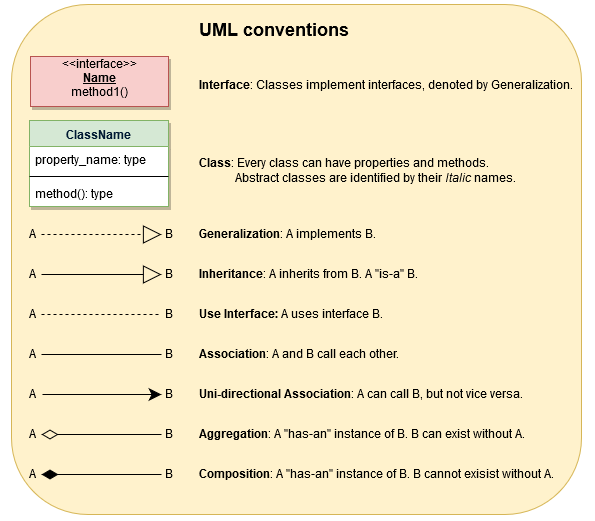 UML conventions
<<interface>>
Name
method1()
Interface: Classes implement interfaces, denoted by Generalization.
ClassName
property_name: type
method(): type
Class: Every class can have properties and methods.
Abstract classes are identified by their Italic names.
A B Generalization: A implements B.
A B Inheritance: A inherits from B. A "is-a" B.
A B Use Interface: A uses interface B.
A B Association: A and B call each other.
A B Uni-directional Association: A can call B, but not vice versa.
A B Aggregation: A "has-an" instance of B. B can exist without A.
A B Composition: A "has-an" instance of B. B cannot exisist without A.